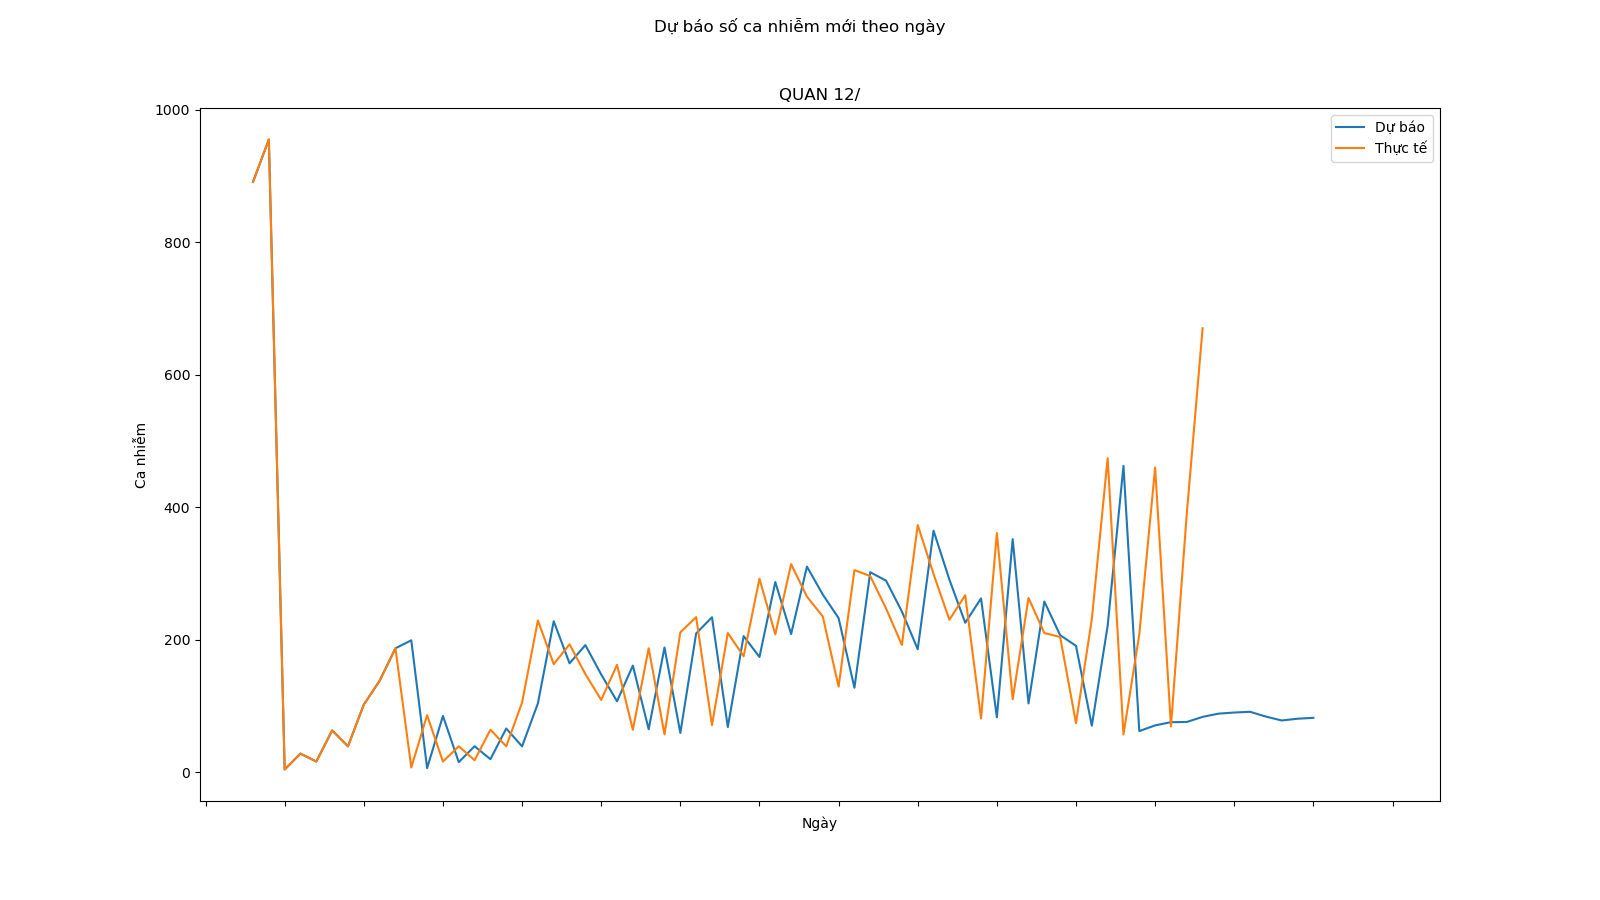 Dự báo số ca nhiễm mới theo ngày
QUAN 12/
1000
800
600
400
200
0
Ca nhiễm
Dự báo
Thực tế
Ngày